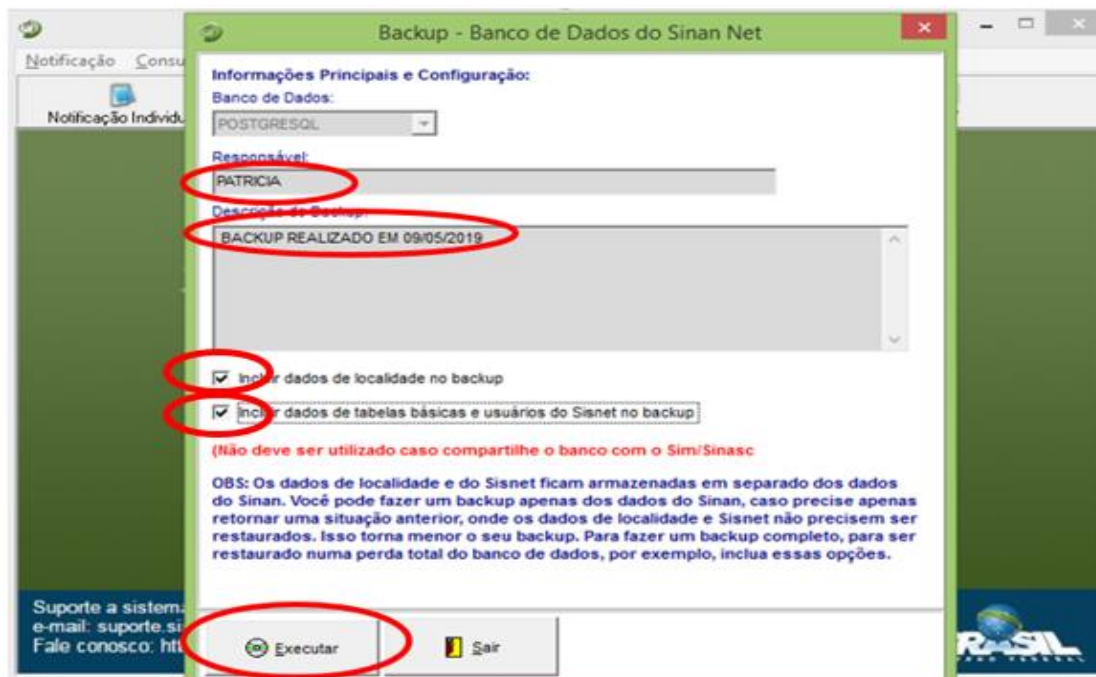 Backup - Banco de Dados do Sinan Net
Notificação Consu
Notificação Individu
Informações Principais e Configuração:
Banco de Dados:
POSTGRESQL
Responsável:
PATRICIA
Descrição do Backup:
BACKUP REALIZADO EM 09/05/2019
Incluir dados de localidade no backup
Incluir dados de tabelas básicas e usuários do Sisnet no backup
(Não deve ser utilizado caso compartilhe o banco com o Sim/Sinasc
OBS: Os dados de localidade e do Sisnet ficam armazenadas em separado dos dados
do Sinan. Você pode fazer um backup apenas dos dados do Sinan, caso precise apenas
retornar uma situação anterior, onde os dados de localidade e Sisnet não precisem ser
restaurados. Isso torna menor o seu backup. Para fazer um backup completo, para ser
restaurado numa perda total do banco de dados, por exemplo, inclua essas opções.
Suporte a sistema
e-mail: suporte.si
Fale conosco: htt
Executar
Sair
RASIL
FEDERAL